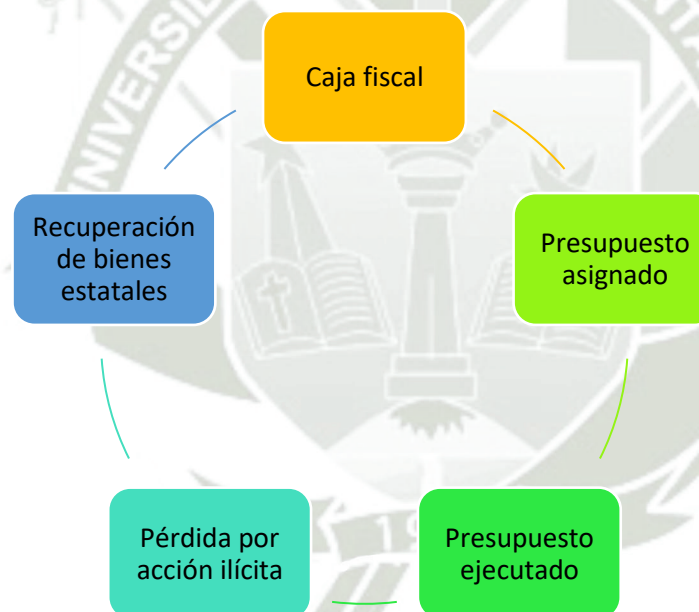 Caja fiscal
Presupuesto
asignado
Presupuesto
ejecutado
Pérdida por
acción ilícita
Recuperación
de bienes
estatales